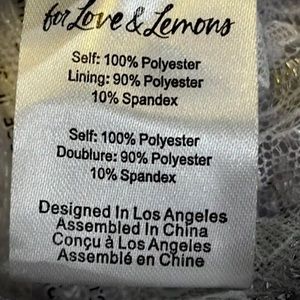 for Love & Lemons
Self: 100% Polyester
Lining: 90% Polyester
10% Spandex
Self: 100% Polyester
Doublure: 90% Polyester
10% Spandex
Designed In Los Angeles
Assembled In China
Conçu à Los Angeles
Assemblé en Chine